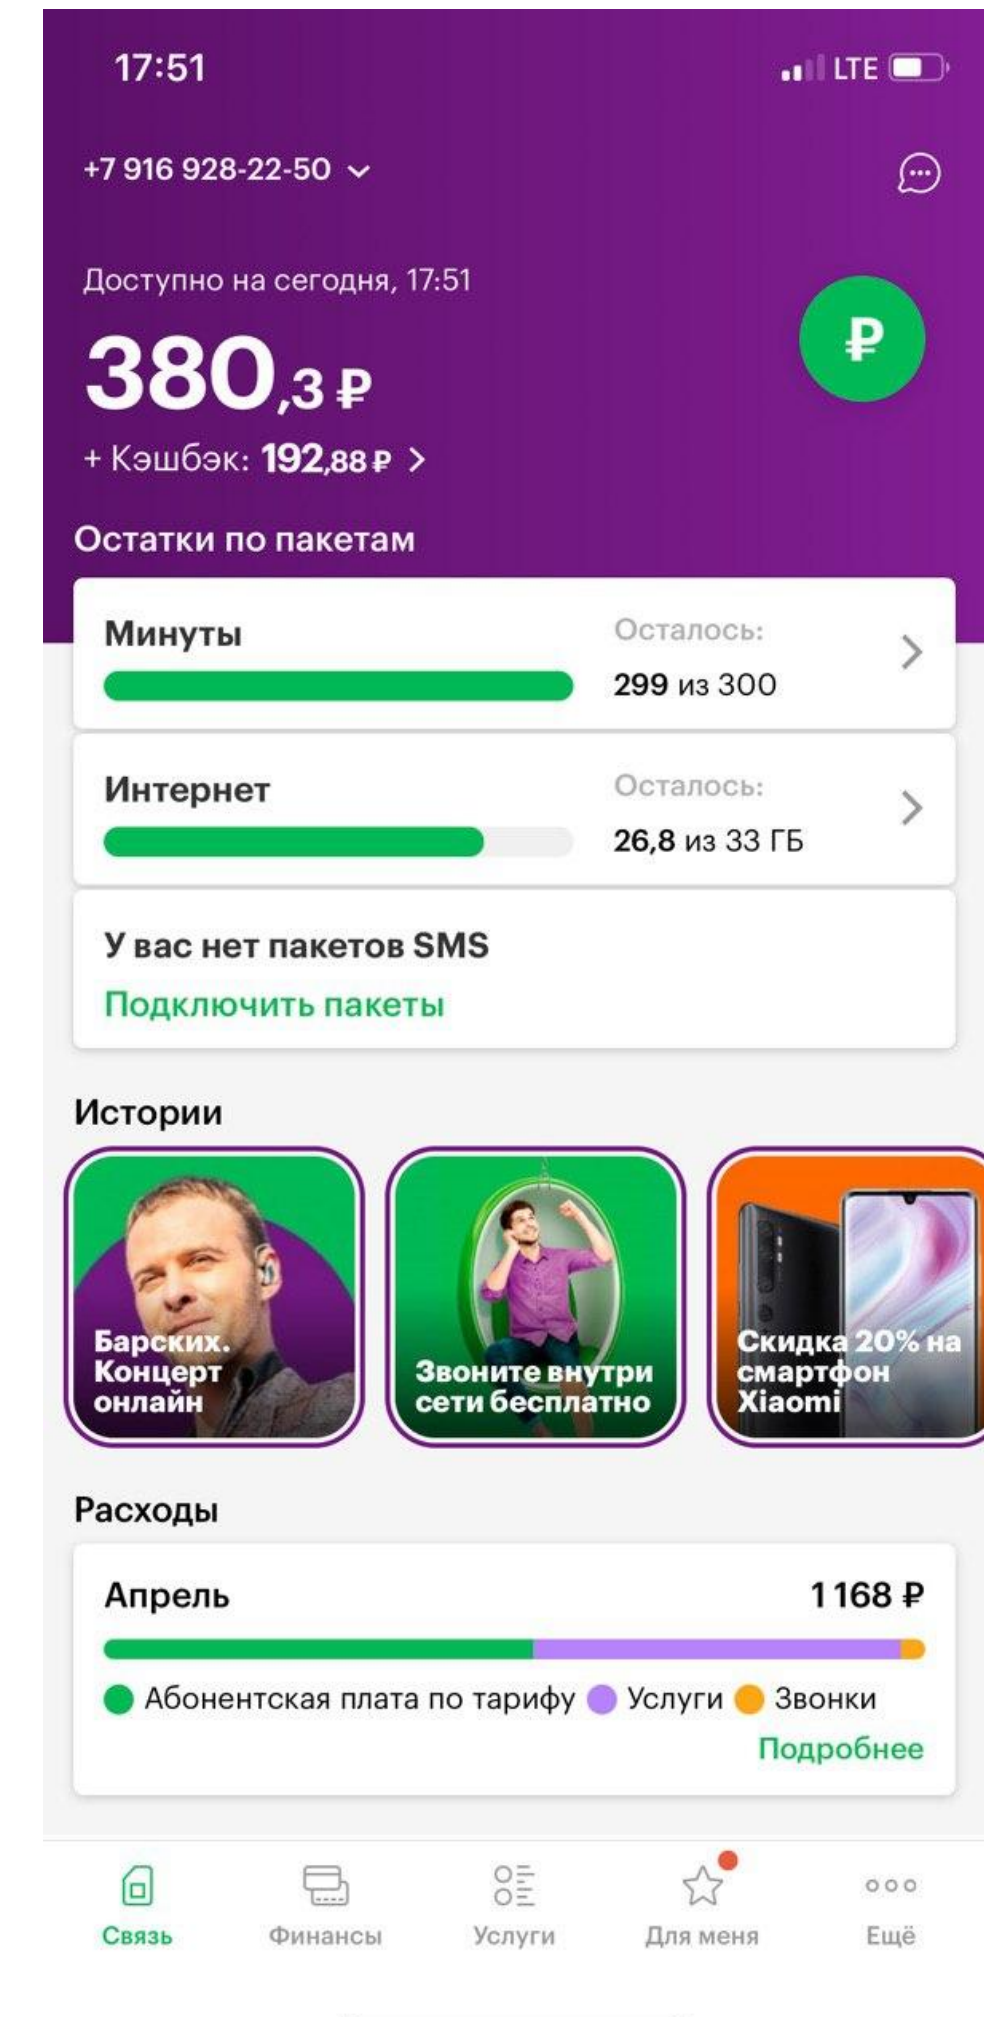 17:51
LTE
+7 916 928-22-50
Доступно на сегодня, 17:51
380,3 ₽
₽
+ Кэшбэк: 192,88 ₽
Остатки по пакетам
Минуты
Осталось:
299 из 300
Интернет
Осталось:
26,8 из 33 ГБ
У вас нет пакетов SMS
Подключить пакеты
Истории
Барских.
Концерт
онлайн
Звоните внутри
сети бесплатно
Скидка 20% на
смартфон
Xiaomi
Расходы
Апрель
1 168 ₽
Абонентская плата по тарифу Услуги Звонки
Подробнее
Связь
Финансы
Услуги
Для меня
Ещё